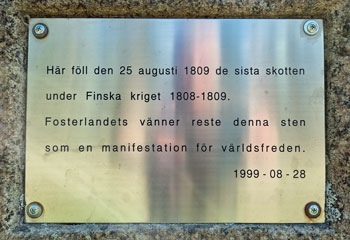 Här föll den 25 augusti 1809 de sista skotten
under Finska kriget 1808-1809.
Fosterlandets vänner reste denna sten
som en manifestation för världsfreden.
1999 - 08 - 28